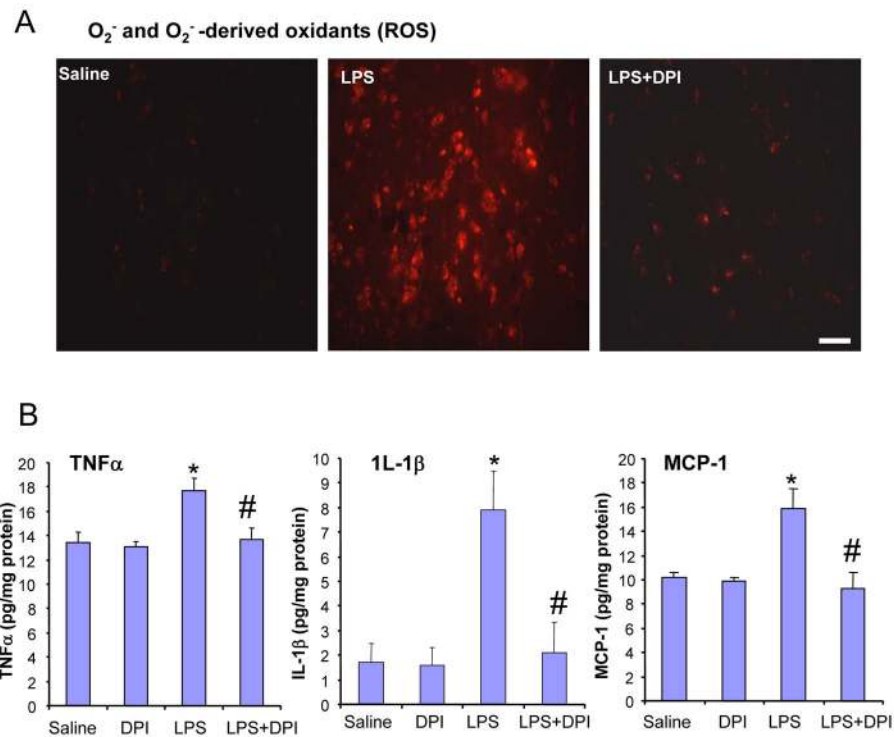 A
O₂⁻ and O₂⁻-derived oxidants (ROS)
Saline
LPS
LPS+DPI
B
TNFα
TNFα (pg/mg protein)
20
18
16
14
12
10
8
6
4
2
0
*
#
Saline DPI LPS LPS+DPI
1L-1β
IL-1β (pg/mg protein)
10
9
8
7
6
5
4
3
2
1
0
*
#
Saline DPI LPS LPS+DPI
MCP-1
MCP-1 (pg/mg protein)
20
18
16
14
12
10
8
6
4
2
0
*
#
Saline DPI LPS LPS+DPI